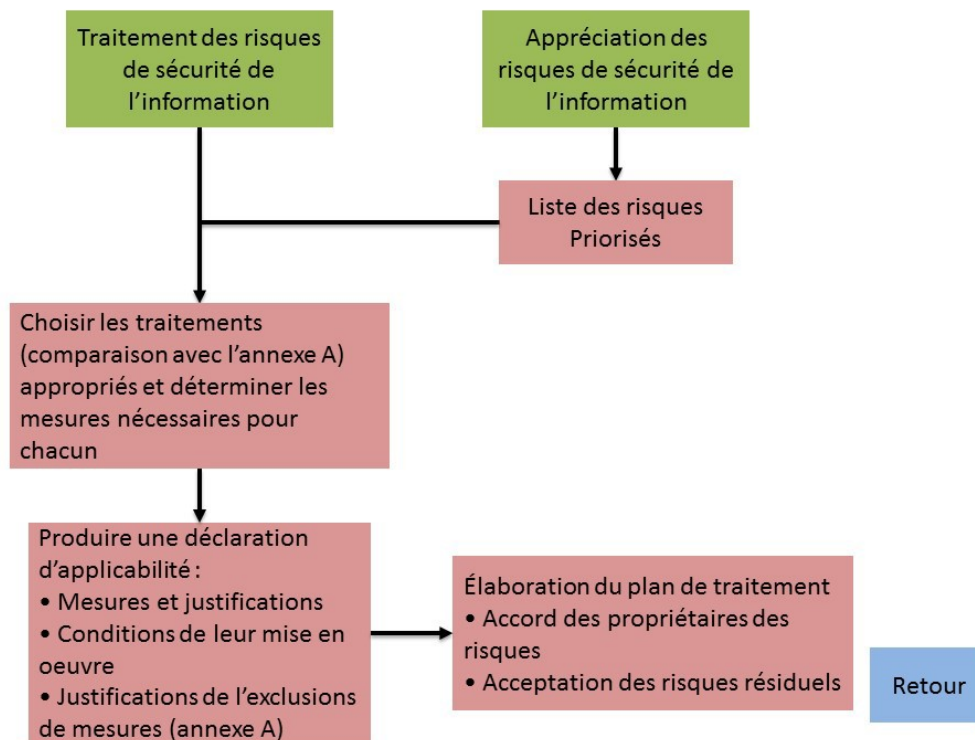 Traitement des risques
de sécurité de
l'information
Appréciation des
risques de sécurité de
l'information
Liste des risques
Priorisés
Choisir les traitements
(comparaison avec l'annexe A)
appropriés et déterminer les
mesures nécessaires pour
chacun
Produire une déclaration
d'applicabilité :
• Mesures et justifications
• Conditions de leur mise en
oeuvre
• Justifications de l'exclusions
de mesures (annexe A)
Élaboration du plan de traitement
• Accord des propriétaires des
risques
• Acceptation des risques résiduels
Retour